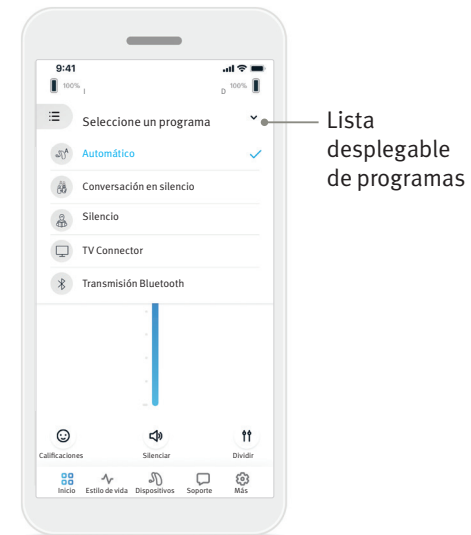 9:41
100% I
D 100%
Seleccione un programa
Automático
Conversación en silencio
Silencio
TV Connector
Transmisión Bluetooth
Calificaciones Silenciar Dividir
Inicio Estilo de vida Dispositivos Soporte Más
Lista
desplegable
de programas